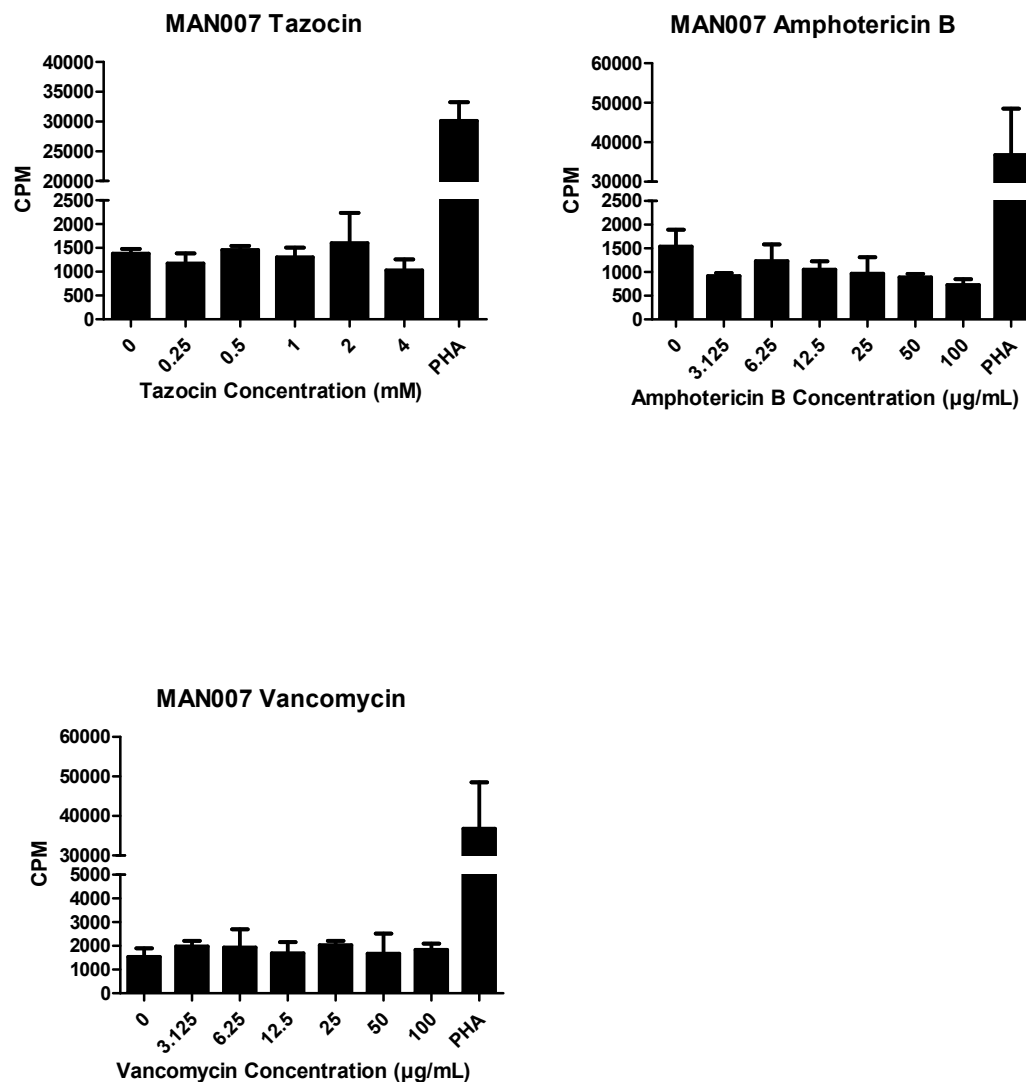 MAN007 Tazocin
CPM
40000
35000
30000
25000
20000
2500
2000
1500
1000
500
0
0 0.25 0.5 1 2 4 PHA
Tazocin Concentration (mM)
MAN007 Amphotericin B
CPM
60000
50000
40000
30000
2500
2000
1500
1000
500
0
0 3.125 6.25 12.5 25 50 100 PHA
Amphotericin B Concentration (µg/mL)
MAN007 Vancomycin
CPM
60000
50000
40000
30000
5000
4000
3000
2000
1000
0
0 3.125 6.25 12.5 25 50 100 PHA
Vancomycin Concentration (µg/mL)